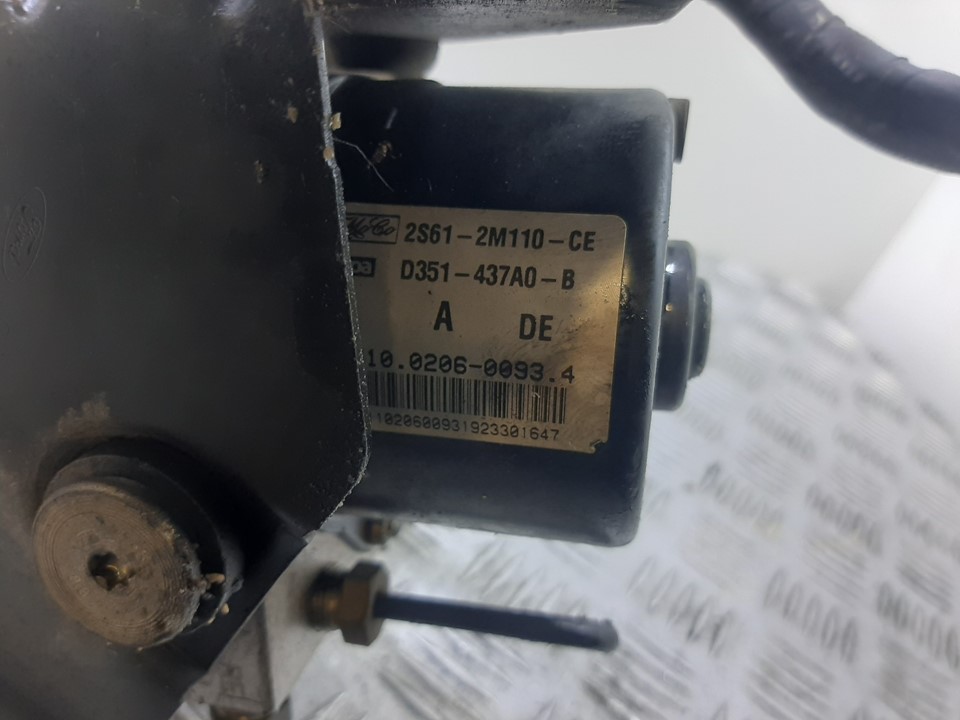 2S61-2M110-CE
D351-437A0-B
A DE
10.0206-0093.4
1020600931923301647